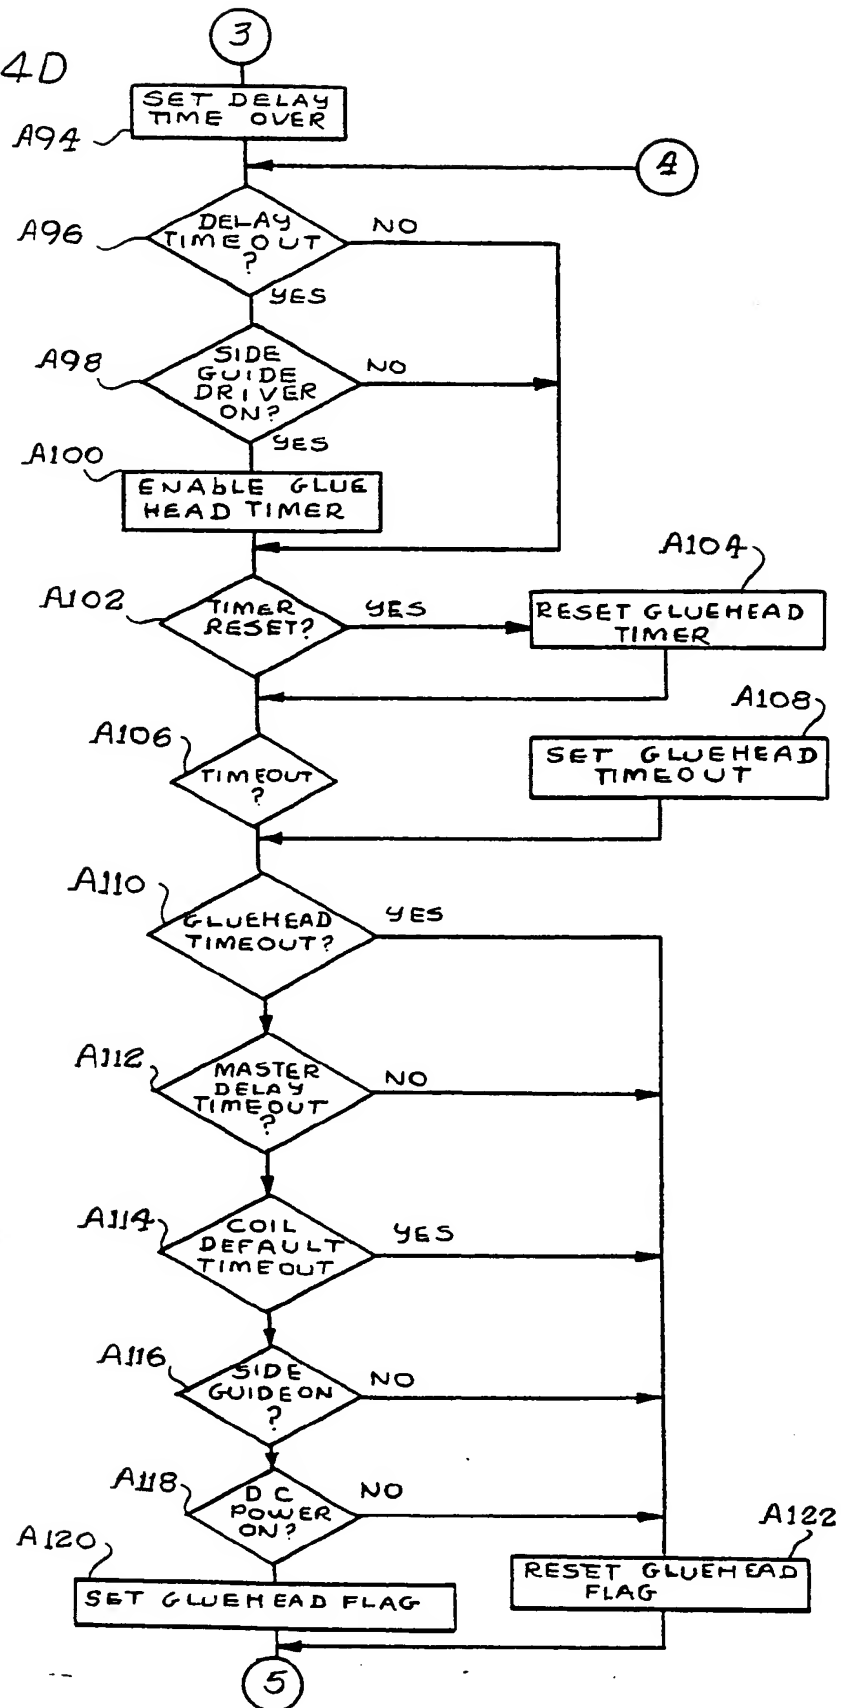 3
4D
SET DELAY
TIME OVER
A94
4
A96
DELAY
TIMEOUT
?
NO
YES
A98
SIDE
GUIDE
DRIVER
ON?
NO
YES
A100
ENABLE GLUE
HEAD TIMER
A102
TIMER
RESET?
YES
A104
RESET GLUEHEAD
TIMER
A106
TIMEOUT
?
A108
SET GLUEHEAD
TIMEOUT
A110
GLUEHEAD
TIMEOUT?
YES
A112
MASTER
DELAY
TIMEOUT
?
NO
A114
COIL
DEFAULT
TIMEOUT
YES
A116
SIDE
GUIDE ON
?
NO
A118
DC
POWER
ON?
NO
A120
SET GLUEHEAD FLAG
A122
RESET GLUEHEAD
FLAG
5